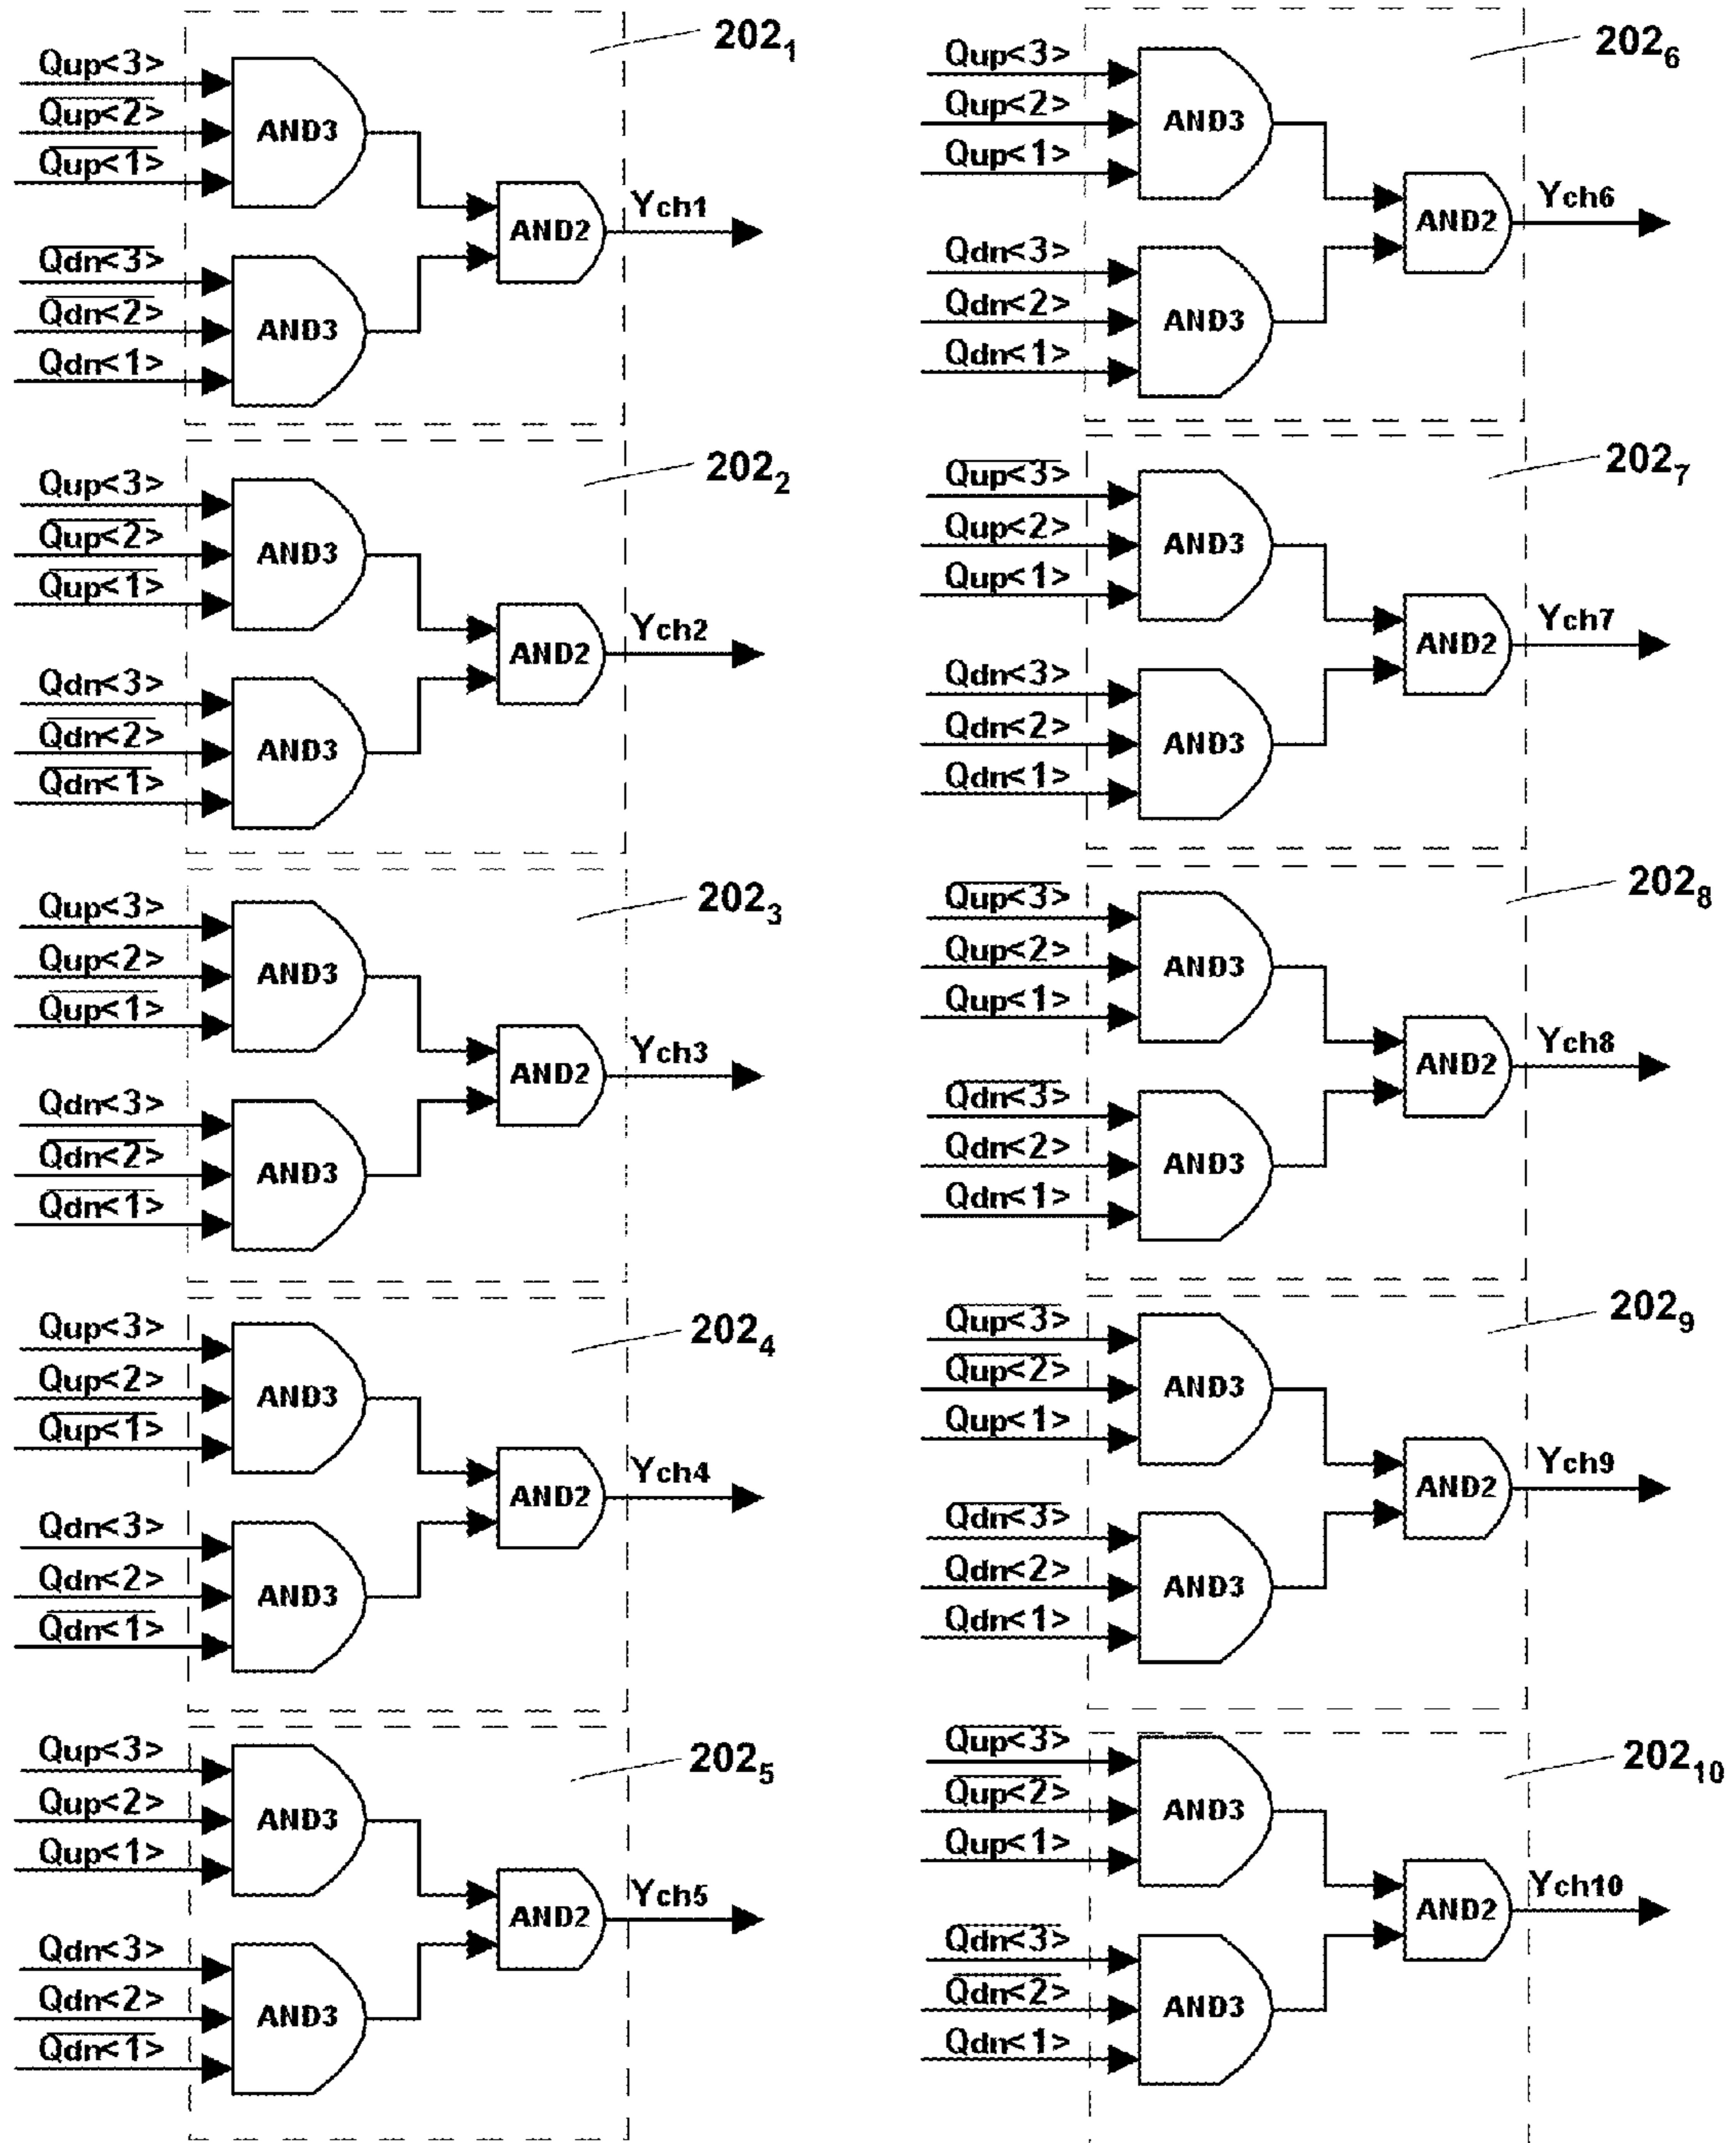 202₁
Qup<3>
Qup<2>
Qup<1>
AND3
Qdn<3>
Qdn<2>
Qdn<1>
AND3
AND2
Ych1
202₂
Qup<3>
Qup<2>
Qup<1>
AND3
Qdn<3>
Qdn<2>
Qdn<1>
AND3
AND2
Ych2
202₃
Qup<3>
Qup<2>
Qup<1>
AND3
Qdn<3>
Qdn<2>
Qdn<1>
AND3
AND2
Ych3
202₄
Qup<3>
Qup<2>
Qup<1>
AND3
Qdn<3>
Qdn<2>
Qdn<1>
AND3
AND2
Ych4
202₅
Qup<3>
Qup<2>
Qup<1>
AND3
Qdn<3>
Qdn<2>
Qdn<1>
AND3
AND2
Ych5
202₆
Qup<3>
Qup<2>
Qup<1>
AND3
Qdn<3>
Qdn<2>
Qdn<1>
AND3
AND2
Ych6
202₇
Qup<3>
Qup<2>
Qup<1>
AND3
Qdn<3>
Qdn<2>
Qdn<1>
AND3
AND2
Ych7
202₈
Qup<3>
Qup<2>
Qup<1>
AND3
Qdn<3>
Qdn<2>
Qdn<1>
AND3
AND2
Ych8
202₉
Qup<3>
Qup<2>
Qup<1>
AND3
Qdn<3>
Qdn<2>
Qdn<1>
AND3
AND2
Ych9
202₁₀
Qup<3>
Qup<2>
Qup<1>
AND3
Qdn<3>
Qdn<2>
Qdn<1>
AND3
AND2
Ych10